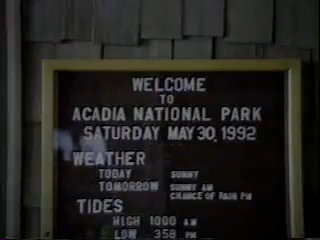 WELCOME
TO
ACADIA NATIONAL PARK
SATURDAY MAY 30, 1992
WEATHER
TODAY SUNNY
TOMORROW SUNNY AM
CHANCE OF RAIN PM
TIDES
HIGH 1000 AM
LOW 358 PM